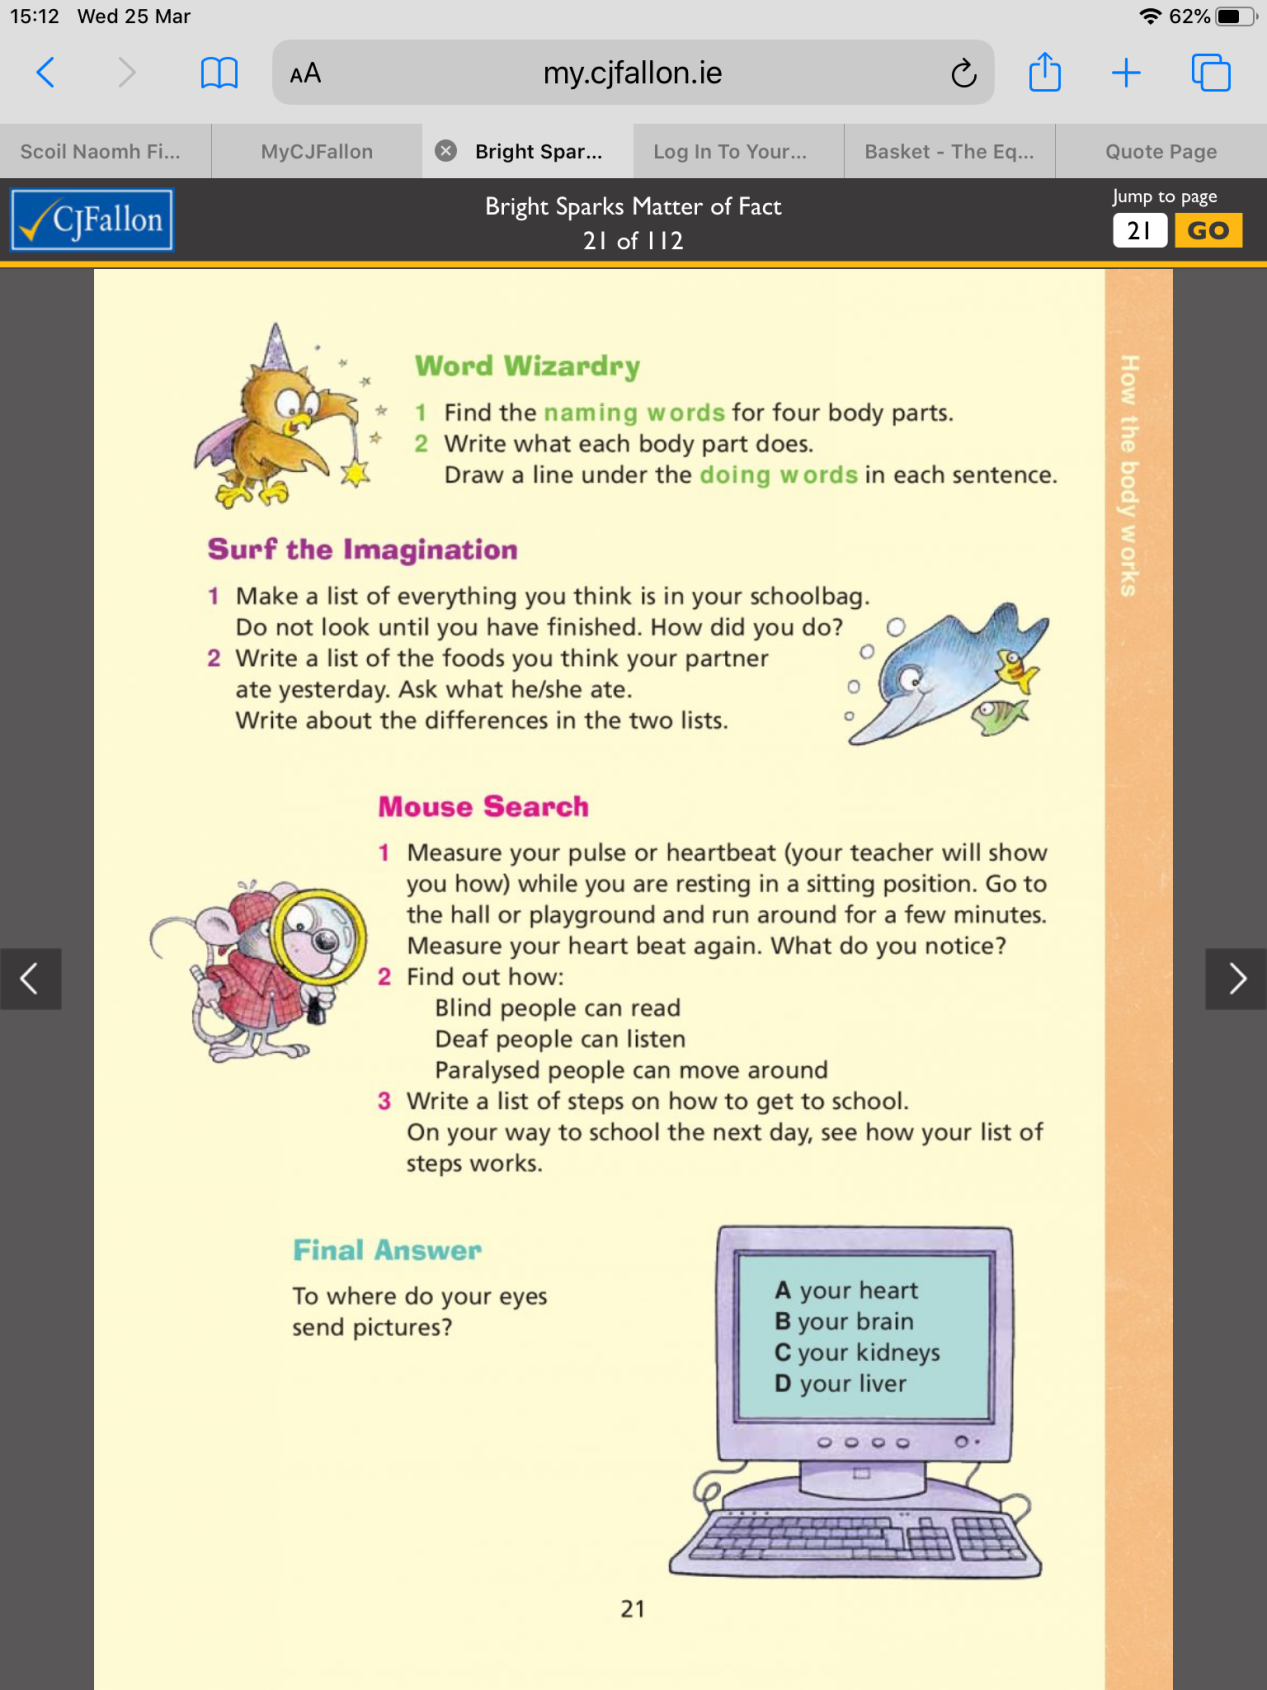 15:12 Wed 25 Mar
62%
AA
my.cjfallon.ie
Scoil Naomh Fi...
MyCJFallon
Bright Spar...
Log In To Your...
Basket - The Eq...
Quote Page
CJFallon
Bright Sparks Matter of Fact
21 of 112
Jump to page
21 GO
Word Wizardry
1 Find the naming words for four body parts.
2 Write what each body part does.
Draw a line under the doing words in each sentence.
How the body works
Surf the Imagination
1 Make a list of everything you think is in your schoolbag.
Do not look until you have finished. How did you do?
2 Write a list of the foods you think your partner
ate yesterday. Ask what he/she ate.
Write about the differences in the two lists.
Mouse Search
1 Measure your pulse or heartbeat (your teacher will show
you how) while you are resting in a sitting position. Go to
the hall or playground and run around for a few minutes.
Measure your heart beat again. What do you notice?
2 Find out how:
Blind people can read
Deaf people can listen
Paralysed people can move around
3 Write a list of steps on how to get to school.
On your way to school the next day, see how your list of
steps works.
Final Answer
To where do your eyes
send pictures?
A your heart
B your brain
C your kidneys
D your liver
21